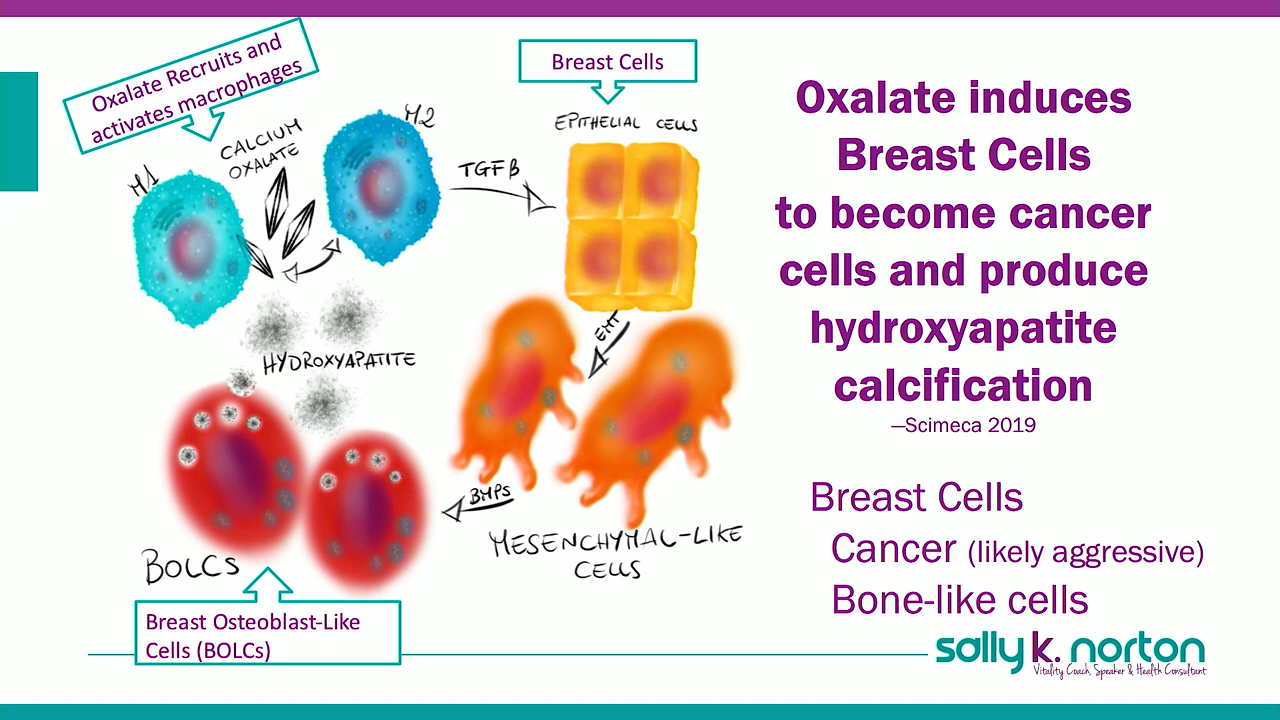 Oxalate Recruits and
activates macrophages
M1
CALCIUM
OXALATE
M2
TGFβ
Breast Cells
EPITHELIAL CELLS
EMT
HYDROXYAPATITE
BMPs
MESENCHYMAL-LIKE
CELLS
BOLCs
Breast Osteoblast-Like
Cells (BOLCs)
Oxalate induces
Breast Cells
to become cancer
cells and produce
hydroxyapatite
calcification
—Scimeca 2019
Breast Cells
Cancer (likely aggressive)
Bone-like cells
sally k. norton
Vitality Coach, Speaker & Health Consultant